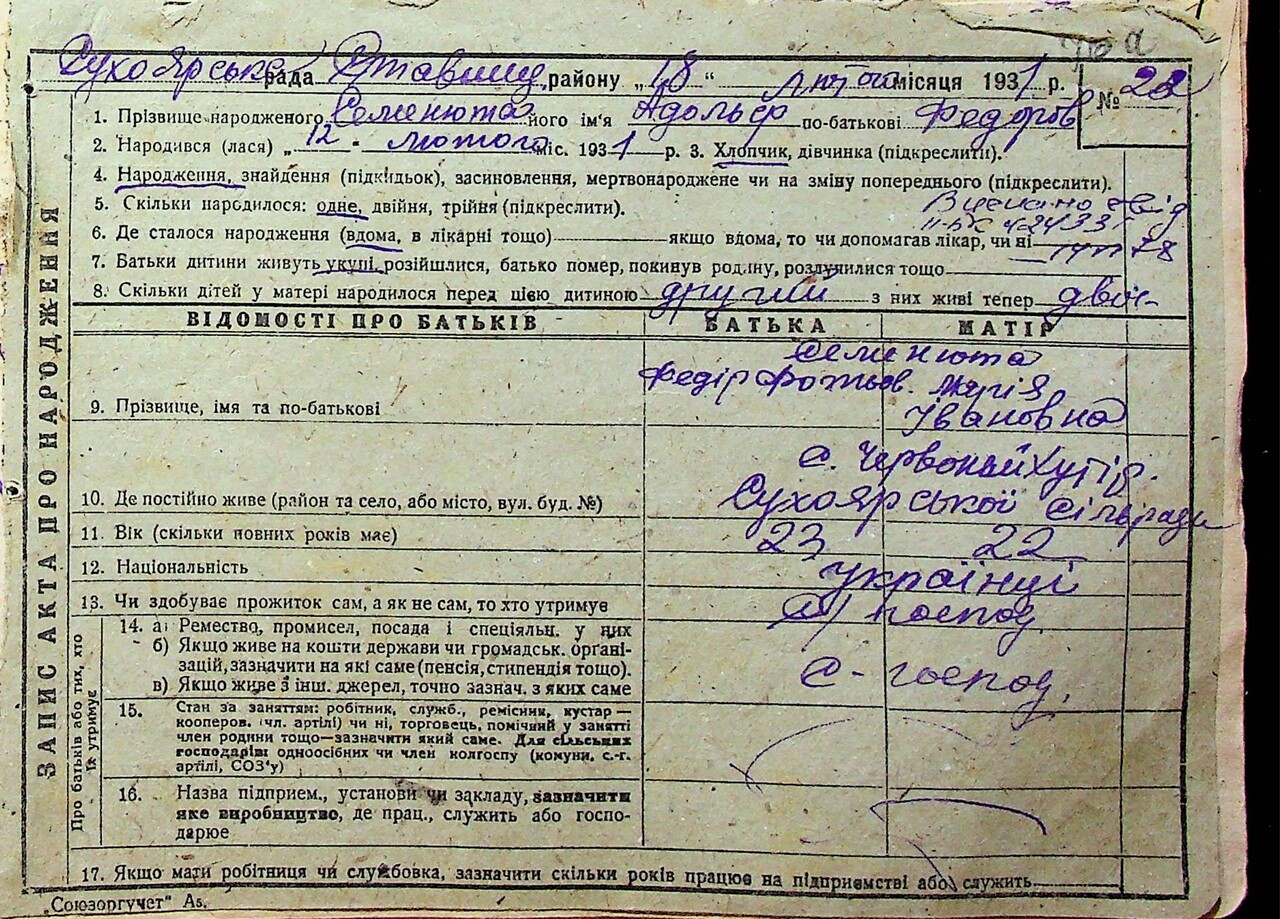 Сухоярська рада Ставищ. району „18“ лютого місяця 1931 р.
№ 22
1. Прізвище народженого Семенюта його ім'я Адольф по-батькові Федоров
2. Народився (лася) „12 - лютого міс. 1931 р. 3. Хлопчик, дівчинка (підкреслити).
4. Народження, знайдення (підкидьок), засиновлення, мертвонароджене чи на зміну попереднього (підкреслити).
5. Скільки народилося: одне, двійня, трійня (підкреслити).
6. Де сталося народження (вдома, в лікарні тощо) якщо вдома, то чи допомагав лікар, чи ні
7. Батьки дитини живуть укупі, розійшлися, батько помер, покинув родину, розлучилися тощо
8. Скільки дітей у матері народилося перед цією дитиною другий з них живі тепер двоє
ВІДОМОСТІ ПРО БАТЬКІВ БАТЬКА МАТІР
Семенюта
Федір Марія
9. Прізвище, імя та по-батькові Івановна
с. Червоний Хутір.
10. Де постійно живе (район та село, або місто, вул. буд. №) Сухоярської сільради
11. Вік (скільки повних років має) 23 22
12. Національність Українці
13. Чи здобуває прожиток сам, а як не сам, то хто утримує с/господ.
Про батьків або тих, хто їх утримує
14. а) Ремество, промисел, посада і спеціяльн. у них
б) Якщо живе на кошти держави чи громадськ. орґані-
зацій, зазначити на які саме (пенсія, стипендія тощо). с-господ.
в) Якщо живе з інш. джерел, точно зазнач. з яких саме
15. Стан за заняттям: робітник, служб., ремісник, кустар —
кооперов. (чл. артілі) чи ні, торговець, помічний у занятті
член родини тощо—зазначити який саме. Для сільських
господарів: одноосібних чи член колгоспу (комуни, с.-г.
артілі, СОЗ'у)
16. Назва підприєм., установи чи закладу, зазначити
яке виробництво, де прац., служить або госпо-
дарює
17. Якщо мати робітниця чи службовка, зазначити скільки років працює на підприємстві або служить
ЗАПИС АКТА ПРО НАРОДЖЕННЯ
„Союзоргучет" А5.